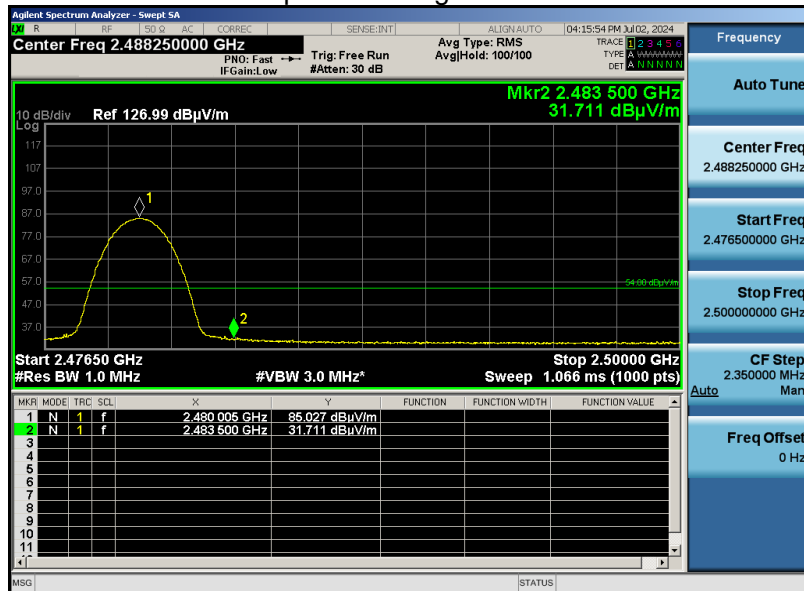 Agilent Spectrum Analyzer - Swept SA
LXI R RF 50 Ω AC CORREC SENSE:INT ALIGN AUTO 04:15:54 PM Jul 02, 2024
Center Freq 2.488250000 GHz
PNO: Fast
IFGain:Low
Trig: Free Run
#Atten: 30 dB
Avg Type: RMS
Avg|Hold: 100/100
TRACE 1 2 3 4 5 6
TYPE A WWWWW
DET A N N N N N
Mkr2 2.483 500 GHz
31.711 dBμV/m
10 dB/div Ref 126.99 dBμV/m
Log
117
107
97.0
87.0
77.0
67.0
57.0
47.0
37.0
1
2
54.00 dBμV/m
Start 2.47650 GHz Stop 2.50000 GHz
#Res BW 1.0 MHz #VBW 3.0 MHz* Sweep 1.066 ms (1000 pts)
MKR MODE TRC SCL X Y FUNCTION FUNCTION WIDTH FUNCTION VALUE
1 N 1 f 2.480 005 GHz 85.027 dBμV/m
2 N 1 f 2.483 500 GHz 31.711 dBμV/m
3
4
5
6
7
8
9
10
11
MSG STATUS
Frequency
Auto Tune
Center Freq
2.488250000 GHz
Start Freq
2.476500000 GHz
Stop Freq
2.500000000 GHz
CF Step
2.350000 MHz
Auto Man
Freq Offset
0 Hz